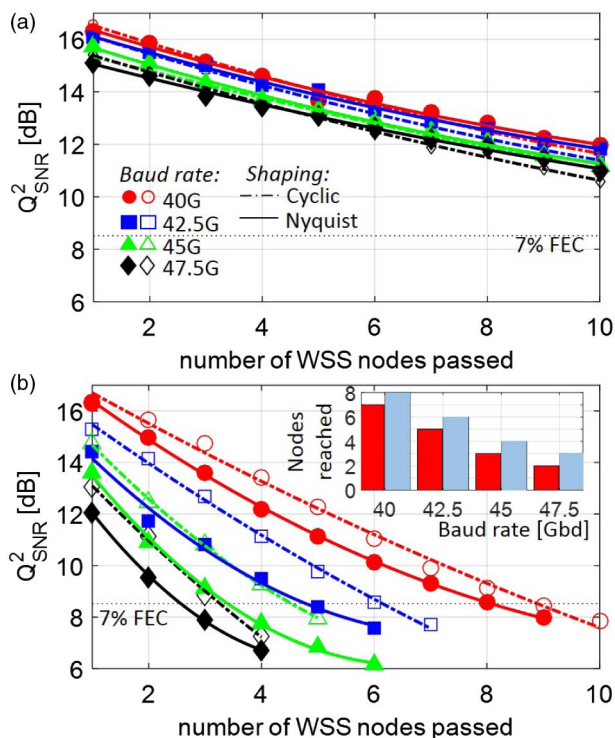 (a)
16
14
12
10
8
6
Q²SNR [dB]
Baud rate: Shaping:
40G Cyclic
42.5G Nyquist
45G
47.5G
7% FEC
2 4 6 8 10
number of WSS nodes passed
(b)
16
14
12
10
8
6
Q²SNR [dB]
7% FEC
8
6
4
2
0
Nodes
reached
40 42.5 45 47.5
Baud rate [Gbd]
2 4 6 8 10
number of WSS nodes passed